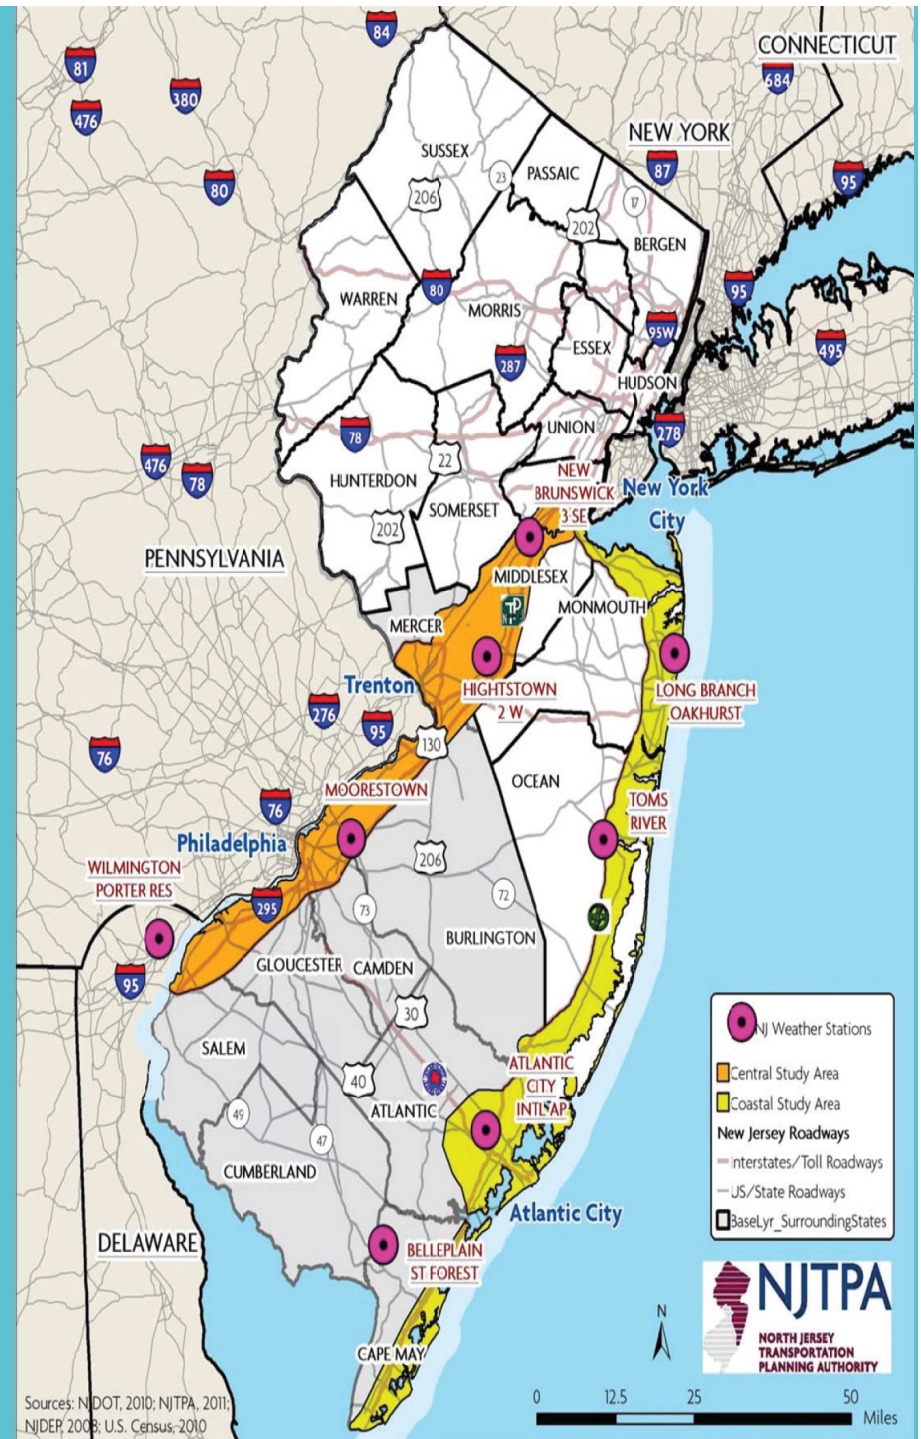 84
CONNECTICUT
81
684
380
476
NEW YORK
SUSSEX
87
PASSAIC
23
95
80
206
17
202
BERGEN
80
95
WARREN
MORRIS
95W
ESSEX
495
287
HUDSON
78
UNION
278
22
476
NEW
BRUNSWICK
3 SE
78
HUNTERDON
New York
City
SOMERSET
202
PENNSYLVANIA
MIDDLESEX
TP
MONMOUTH
MERCER
Trenton
HIGHTSTOWN
2 W
LONG BRANCH
OAKHURST
276
95
130
76
OCEAN
MOORESTOWN
TOMS
RIVER
76
Philadelphia
206
WILMINGTON
PORTER RES
72
295
73
BURLINGTON
GLOUCESTER
CAMDEN
95
30
SALEM
ATLANTIC
CITY
INTL AP
40
ATLANTIC
49
47
CUMBERLAND
Atlantic City
DELAWARE
BELLEPLAIN
ST FOREST
CAPE MAY
NJ Weather Stations
Central Study Area
Coastal Study Area
New Jersey Roadways
Interstates/Toll Roadways
US/State Roadways
BaseLyr_SurroundingStates
NJTPA
NORTH JERSEY
TRANSPORTATION
PLANNING AUTHORITY
N
0 12.5 25 50
Miles
Sources: NJDOT, 2010; NJTPA, 2011;
NJDEP, 2008; U.S. Census, 2010